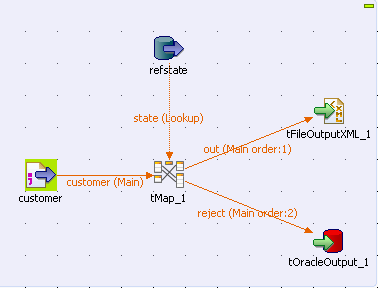 refstate
state (Lookup)
tFileOutputXML_1
out (Main order:1)
customer (Main)
customer
tMap_1
reject (Main order:2)
tOracleOutput_1